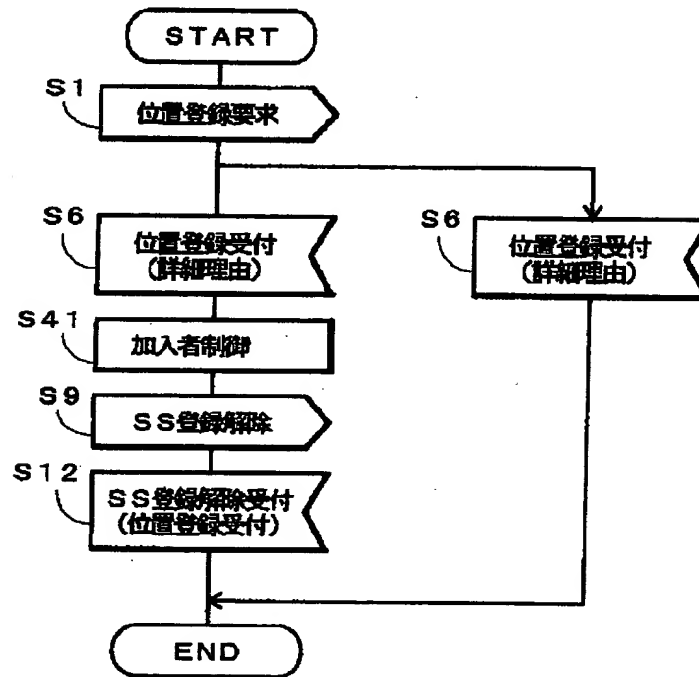 START
S1
位置登録要求
S6
位置登録受付
(詳細理由)
S6
位置登録受付
(詳細理由)
S41
加入者制御
S9
SS登録解除
S12
SS登録解除受付
(位置登録受付)
END